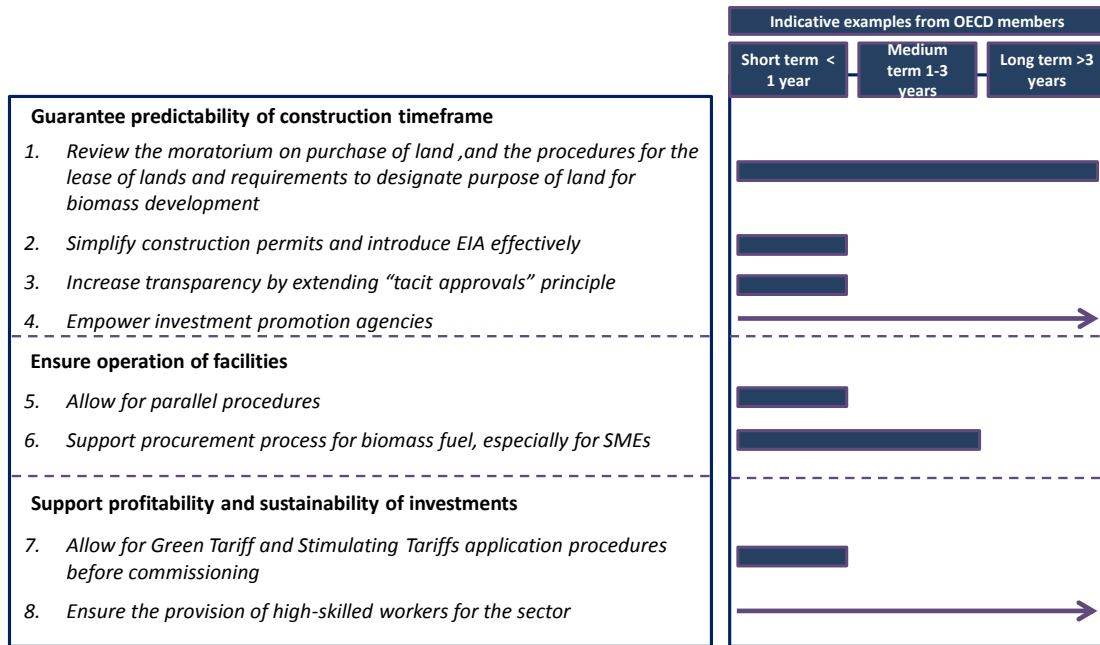 Indicative examples from OECD members
Short term <
1 year
Medium
term 1-3
years
Long term >3
years
Guarantee predictability of construction timeframe
1. Review the moratorium on purchase of land ,and the procedures for the
lease of lands and requirements to designate purpose of land for
biomass development
2. Simplify construction permits and introduce EIA effectively
3. Increase transparency by extending “tacit approvals” principle
4. Empower investment promotion agencies
Ensure operation of facilities
5. Allow for parallel procedures
6. Support procurement process for biomass fuel, especially for SMEs
Support profitability and sustainability of investments
7. Allow for Green Tariff and Stimulating Tariffs application procedures
before commissioning
8. Ensure the provision of high-skilled workers for the sector